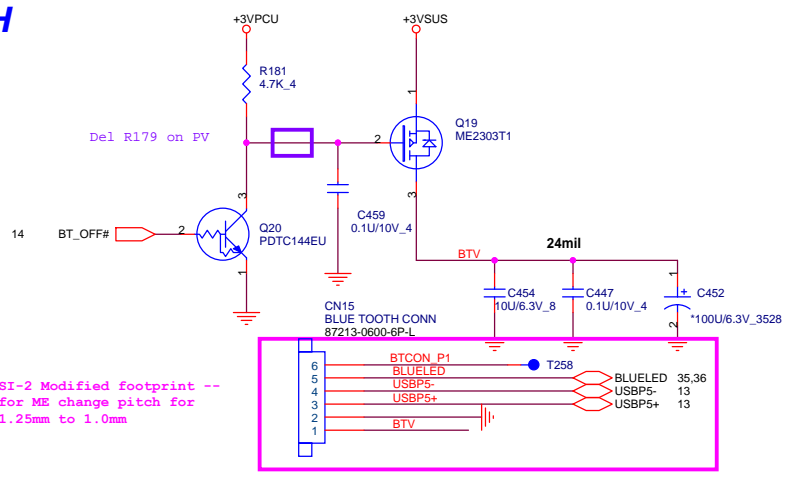 H
+3VPCU
+3VSUS
R181
4.7K_4
1
Q19
ME2303T1
Del R179 on PV
2
3
3
C459
0.1U/10V_4
14
BT_OFF#
2
Q20
PDTC144EU
1
BTV
24mil
C454
10U/6.3V_8
C447
0.1U/10V_4
1
+
2
C452
*100U/6.3V_3528
CN15
BLUE TOOTH CONN
87213-0600-6P-L
6
BTCON_P1
T258
5
BLUELED
BLUELED 35,36
4
USBP5-
USBP5- 13
3
USBP5+
USBP5+ 13
2
1
BTV
SI-2 Modified footprint --
for ME change pitch for
1.25mm to 1.0mm